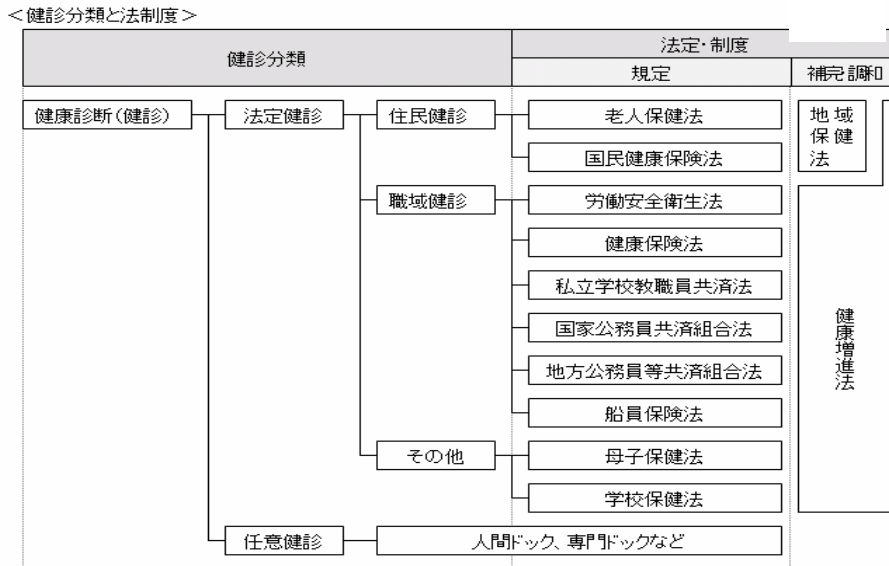 ＜健診分類と法制度＞
健診分類
法定・制度
規定
補完調和
健康診断(健診)
法定健診
住民健診
老人保健法
地域
保健
法
国民健康保険法
職域健診
労働安全衛生法
健康保険法
私立学校教職員共済法
国家公務員共済組合法
地方公務員等共済組合法
船員保険法
健康増進法
その他
母子保健法
学校保健法
任意健診
人間ドック、専門ドックなど